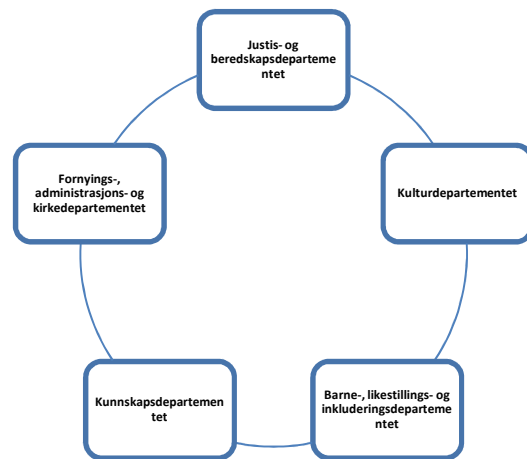 Justis- og
beredskapsdeparteme
ntet
Kulturdepartementet
Barne-, likestillings- og
inkluderingsdeparteme
ntet
Kunnskapsdepartemen
tet
Fornyings-,
administrasjons- og
kirkedepartementet